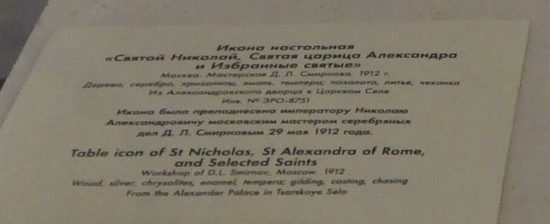 Икона настольная
«Святой Николай, Святая царица Александра
и Избранные святые»
Москва. Мастерская Д. Л. Смирнова. 1912 г.
Дерево, серебро, хризолиты, эмаль, темпера; позолота, литье, чеканка
Из Александровского дворца в Царском Селе
Инв. № ЭРО-8731
Икона была преподнесена императору Николаю
Александровичу московским мастером серебряных
дел Д. Л. Смирновым 29 мая 1912 года.
Table icon of St Nicholas, St Alexandra of Rome,
and Selected Saints
Workshop of D.L. Smirnov, Moscow. 1912
Wood, silver, chrysolites, enamel, tempera; gilding, casting, chasing
From the Alexander Palace in Tsarskoye Selo